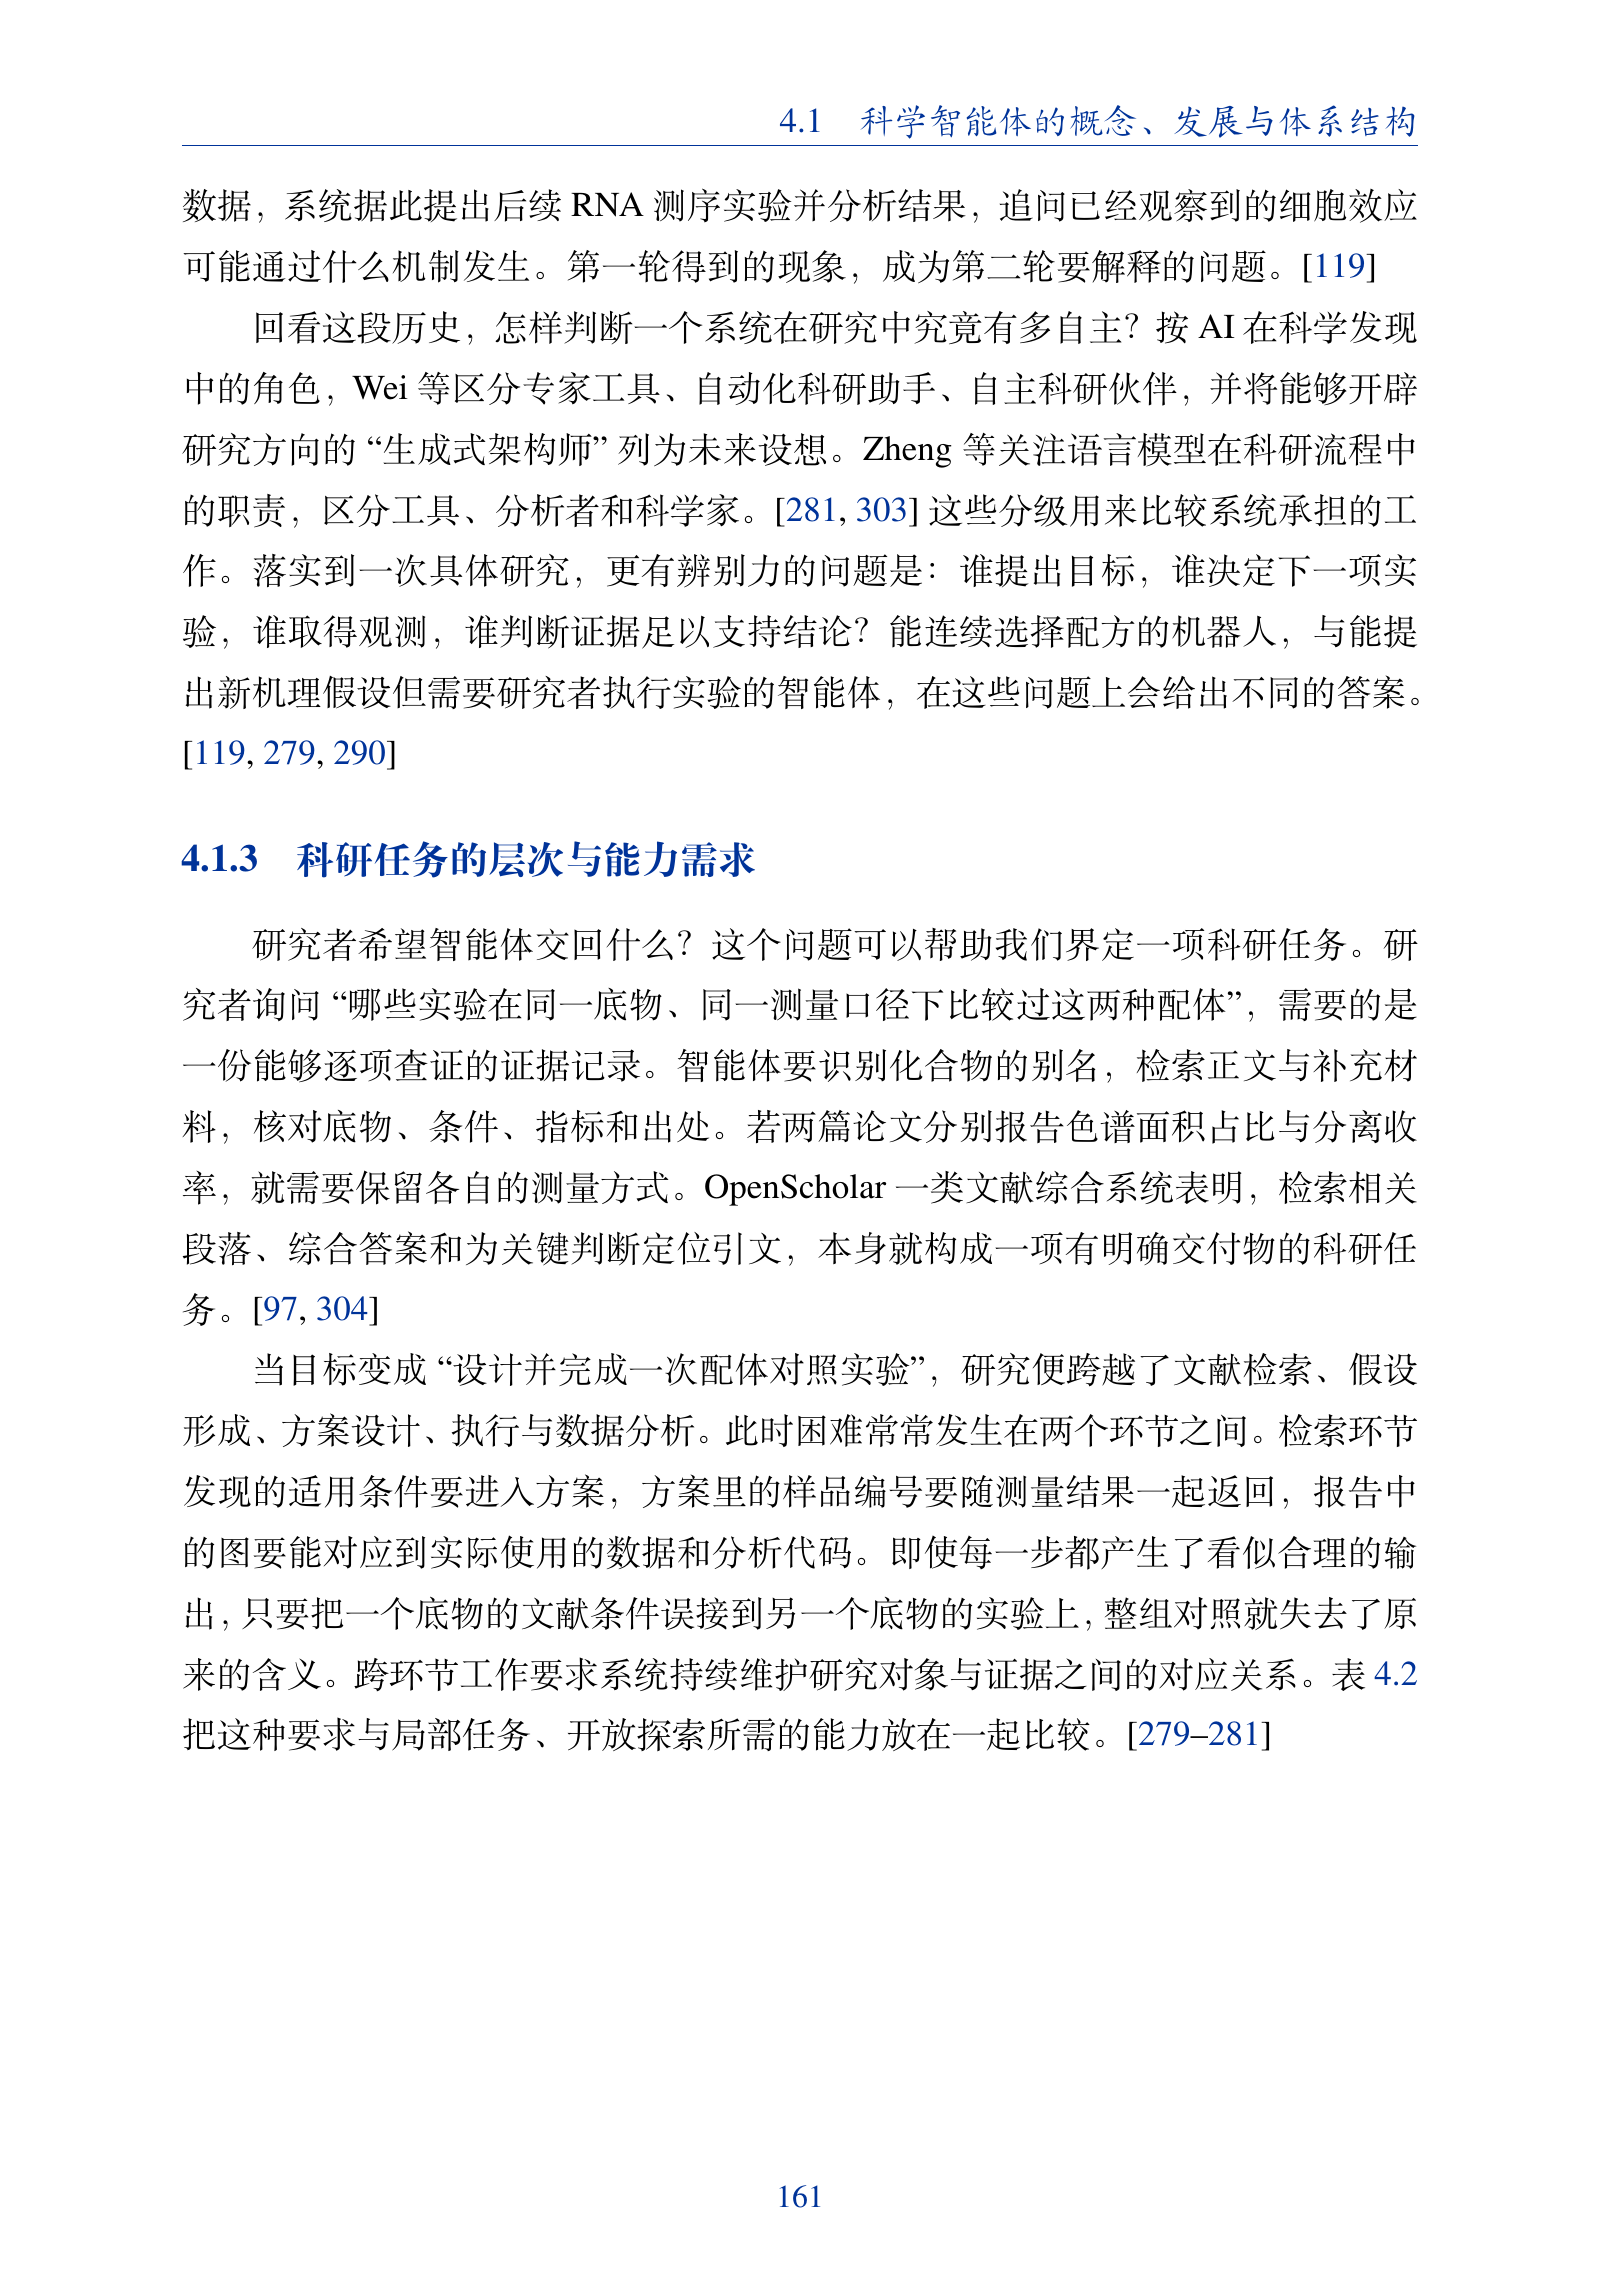 4.1 科学智能体的概念、发展与体系结构
数据，系统据此提出后续 RNA 测序实验并分析结果，追问已经观察到的细胞效应
可能通过什么机制发生。第一轮得到的现象，成为第二轮要解释的问题。[119]
回看这段历史，怎样判断一个系统在研究中究竟有多自主？按 AI 在科学发现
中的角色，Wei 等区分专家工具、自动化科研助手、自主科研伙伴，并将能够开辟
研究方向的 “生成式架构师” 列为未来设想。Zheng 等关注语言模型在科研流程中
的职责，区分工具、分析者和科学家。[281, 303] 这些分级用来比较系统承担的工
作。落实到一次具体研究，更有辨别力的问题是：谁提出目标，谁决定下一项实
验，谁取得观测，谁判断证据足以支持结论？能连续选择配方的机器人，与能提
出新机理假设但需要研究者执行实验的智能体，在这些问题上会给出不同的答案。
[119, 279, 290]
4.1.3 科研任务的层次与能力需求
研究者希望智能体交回什么？这个问题可以帮助我们界定一项科研任务。研
究者询问 “哪些实验在同一底物、同一测量口径下比较过这两种配体”，需要的是
一份能够逐项查证的证据记录。智能体要识别化合物的别名，检索正文与补充材
料，核对底物、条件、指标和出处。若两篇论文分别报告色谱面积占比与分离收
率，就需要保留各自的测量方式。OpenScholar 一类文献综合系统表明，检索相关
段落、综合答案和为关键判断定位引文，本身就构成一项有明确交付物的科研任
务。[97, 304]
当目标变成 “设计并完成一次配体对照实验”，研究便跨越了文献检索、假设
形成、方案设计、执行与数据分析。此时困难常常发生在两个环节之间。检索环节
发现的适用条件要进入方案，方案里的样品编号要随测量结果一起返回，报告中
的图要能对应到实际使用的数据和分析代码。即使每一步都产生了看似合理的输
出，只要把一个底物的文献条件误接到另一个底物的实验上，整组对照就失去了原
来的含义。跨环节工作要求系统持续维护研究对象与证据之间的对应关系。表 4.2
把这种要求与局部任务、开放探索所需的能力放在一起比较。[279–281]
161